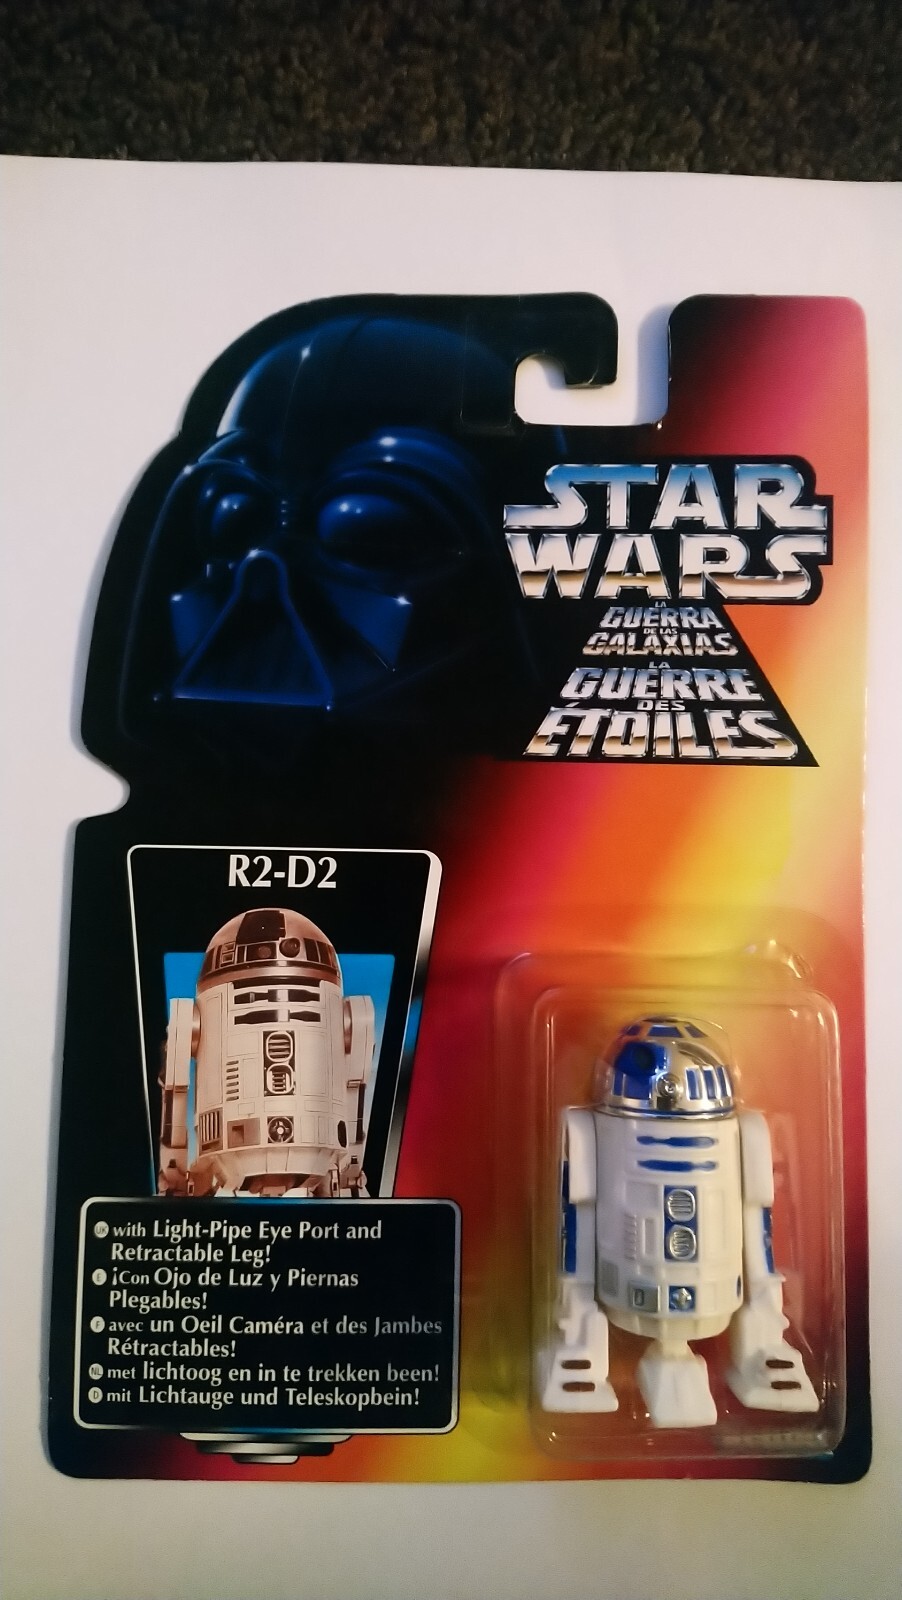 STAR
WARS
LA
GUERRA
DE LAS
GALAXIAS
LA
GUERRE
DES
ÉTOILES
R2-D2
UK with Light-Pipe Eye Port and
Retractable Leg!
E ¡Con Ojo de Luz y Piernas
Plegables!
F avec un Oeil Caméra et des Jambes
Rétractables!
NL met lichtoog en in te trekken been!
D mit Lichtauge und Teleskopbein!